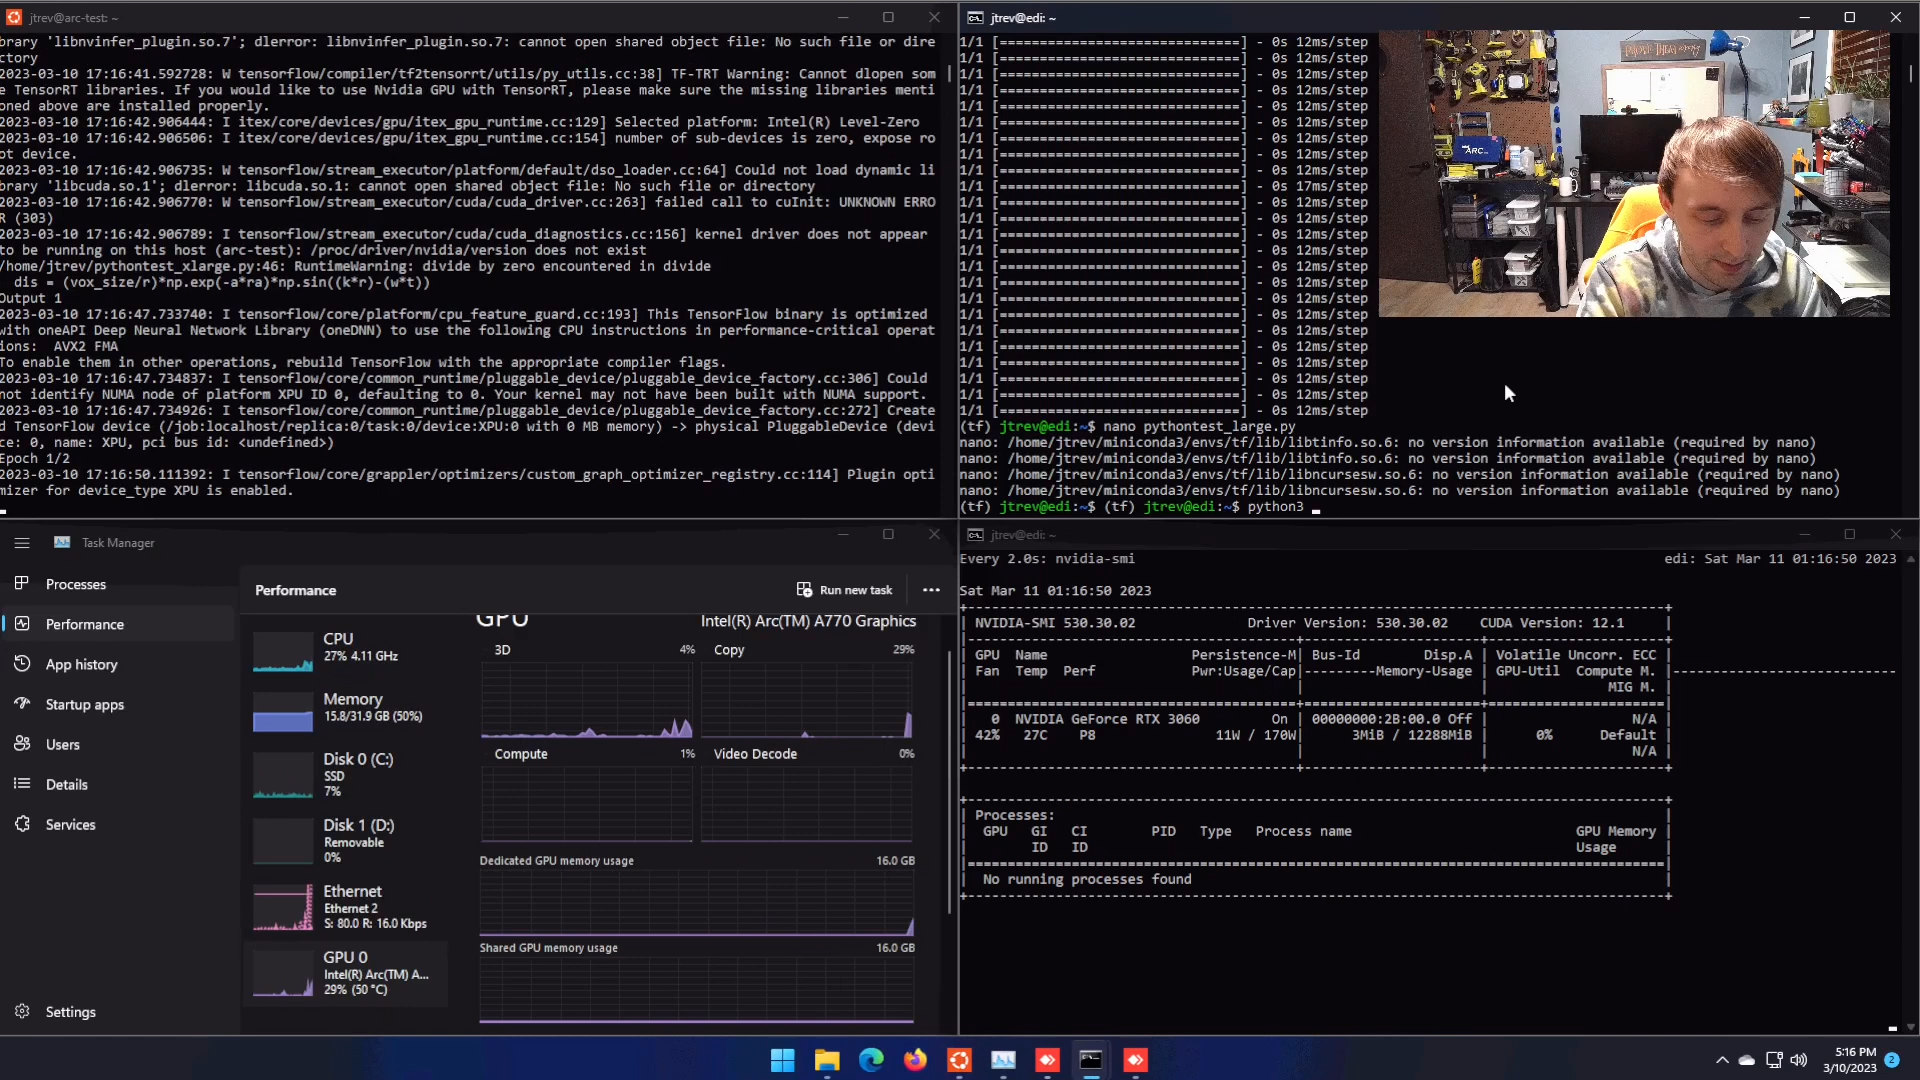 jtrev@arc-test: ~
brary 'libnvinfer_plugin.so.7'; dlerror: libnvinfer_plugin.so.7: cannot open shared object file: No such file or dire
ctory
2023-03-10 17:16:41.592728: W tensorflow/compiler/tf2tensorrt/utils/py_utils.cc:38] TF-TRT Warning: Cannot dlopen som
e TensorRT libraries. If you would like to use Nvidia GPU with TensorRT, please make sure the missing libraries menti
oned above are installed properly.
2023-03-10 17:16:42.906444: I itex/core/devices/gpu/itex_gpu_runtime.cc:129] Selected platform: Intel(R) Level-Zero
2023-03-10 17:16:42.906506: I itex/core/devices/gpu/itex_gpu_runtime.cc:154] number of sub-devices is zero, expose ro
ot device.
2023-03-10 17:16:42.906735: W tensorflow/stream_executor/platform/default/dso_loader.cc:64] Could not load dynamic li
brary 'libcuda.so.1'; dlerror: libcuda.so.1: cannot open shared object file: No such file or directory
2023-03-10 17:16:42.906770: W tensorflow/stream_executor/cuda/cuda_driver.cc:263] failed call to cuInit: UNKNOWN ERRO
R (303)
2023-03-10 17:16:42.906789: I tensorflow/stream_executor/cuda/cuda_diagnostics.cc:156] kernel driver does not appear
to be running on this host (arc-test): /proc/driver/nvidia/version does not exist
/home/jtrev/pythontest_xlarge.py:46: RuntimeWarning: divide by zero encountered in divide
dis = (vox_size/r)*np.exp(-a*ra)*np.sin((k*r)-(w*t))
Output 1
2023-03-10 17:16:47.733740: I tensorflow/core/platform/cpu_feature_guard.cc:193] This TensorFlow binary is optimized
with oneAPI Deep Neural Network Library (oneDNN) to use the following CPU instructions in performance-critical operat
ions: AVX2 FMA
To enable them in other operations, rebuild TensorFlow with the appropriate compiler flags.
2023-03-10 17:16:47.734837: I tensorflow/core/common_runtime/pluggable_device/pluggable_device_factory.cc:306] Could
not identify NUMA node of platform XPU ID 0, defaulting to 0. Your kernel may not have been built with NUMA support.
2023-03-10 17:16:47.734926: I tensorflow/core/common_runtime/pluggable_device/pluggable_device_factory.cc:272] Create
d TensorFlow device (/job:localhost/replica:0/task:0/device:XPU:0 with 0 MB memory) -> physical PluggableDevice (devi
ce: 0, name: XPU, pci bus id: <undefined>)
Epoch 1/2
2023-03-10 17:16:50.111392: I tensorflow/core/grappler/optimizers/custom_graph_optimizer_registry.cc:114] Plugin opti
mizer for device_type XPU is enabled.
jtrev@edi: ~
1/1 [==============================] - 0s 12ms/step
1/1 [==============================] - 0s 12ms/step
1/1 [==============================] - 0s 12ms/step
1/1 [==============================] - 0s 12ms/step
1/1 [==============================] - 0s 12ms/step
1/1 [==============================] - 0s 12ms/step
1/1 [==============================] - 0s 12ms/step
1/1 [==============================] - 0s 12ms/step
1/1 [==============================] - 0s 12ms/step
1/1 [==============================] - 0s 17ms/step
1/1 [==============================] - 0s 12ms/step
1/1 [==============================] - 0s 12ms/step
1/1 [==============================] - 0s 12ms/step
1/1 [==============================] - 0s 12ms/step
1/1 [==============================] - 0s 12ms/step
1/1 [==============================] - 0s 12ms/step
1/1 [==============================] - 0s 12ms/step
1/1 [==============================] - 0s 12ms/step
1/1 [==============================] - 0s 12ms/step
1/1 [==============================] - 0s 12ms/step
1/1 [==============================] - 0s 12ms/step
1/1 [==============================] - 0s 12ms/step
1/1 [==============================] - 0s 12ms/step
1/1 [==============================] - 0s 12ms/step
(tf) jtrev@edi:~$ nano pythontest_large.py
nano: /home/jtrev/miniconda3/envs/tf/lib/libtinfo.so.6: no version information available (required by nano)
nano: /home/jtrev/miniconda3/envs/tf/lib/libtinfo.so.6: no version information available (required by nano)
nano: /home/jtrev/miniconda3/envs/tf/lib/libncursesw.so.6: no version information available (required by nano)
nano: /home/jtrev/miniconda3/envs/tf/lib/libncursesw.so.6: no version information available (required by nano)
(tf) jtrev@edi:~$ (tf) jtrev@edi:~$ python3
PROVE THEM
ARC
Task Manager
Processes
Performance
App history
Startup apps
Users
Details
Services
Settings
Performance
Run new task
CPU
27% 4.11 GHz
Memory
15.8/31.9 GB (50%)
Disk 0 (C:)
SSD
7%
Disk 1 (D:)
Removable
0%
Ethernet
Ethernet 2
S: 80.0 R: 16.0 Kbps
GPU 0
Intel(R) Arc(TM) A...
29% (50 °C)
GPU
Intel(R) Arc(TM) A770 Graphics
3D 4%
Copy 29%
Compute 1%
Video Decode 0%
Dedicated GPU memory usage 16.0 GB
Shared GPU memory usage 16.0 GB
jtrev@edi: ~
Every 2.0s: nvidia-smi edi: Sat Mar 11 01:16:50 2023
Sat Mar 11 01:16:50 2023
NVIDIA-SMI 530.30.02 Driver Version: 530.30.02 CUDA Version: 12.1
GPU Name Persistence-M| Bus-Id Disp.A | Volatile Uncorr. ECC
Fan Temp Perf Pwr:Usage/Cap| Memory-Usage | GPU-Util Compute M.
MIG M.
0 NVIDIA GeForce RTX 3060 On | 00000000:2B:00.0 Off | N/A
42% 27C P8 11W / 170W| 3MiB / 12288MiB | 0% Default
N/A
Processes:
GPU GI CI PID Type Process name GPU Memory
ID ID Usage
No running processes found
5:16 PM
3/10/2023
2